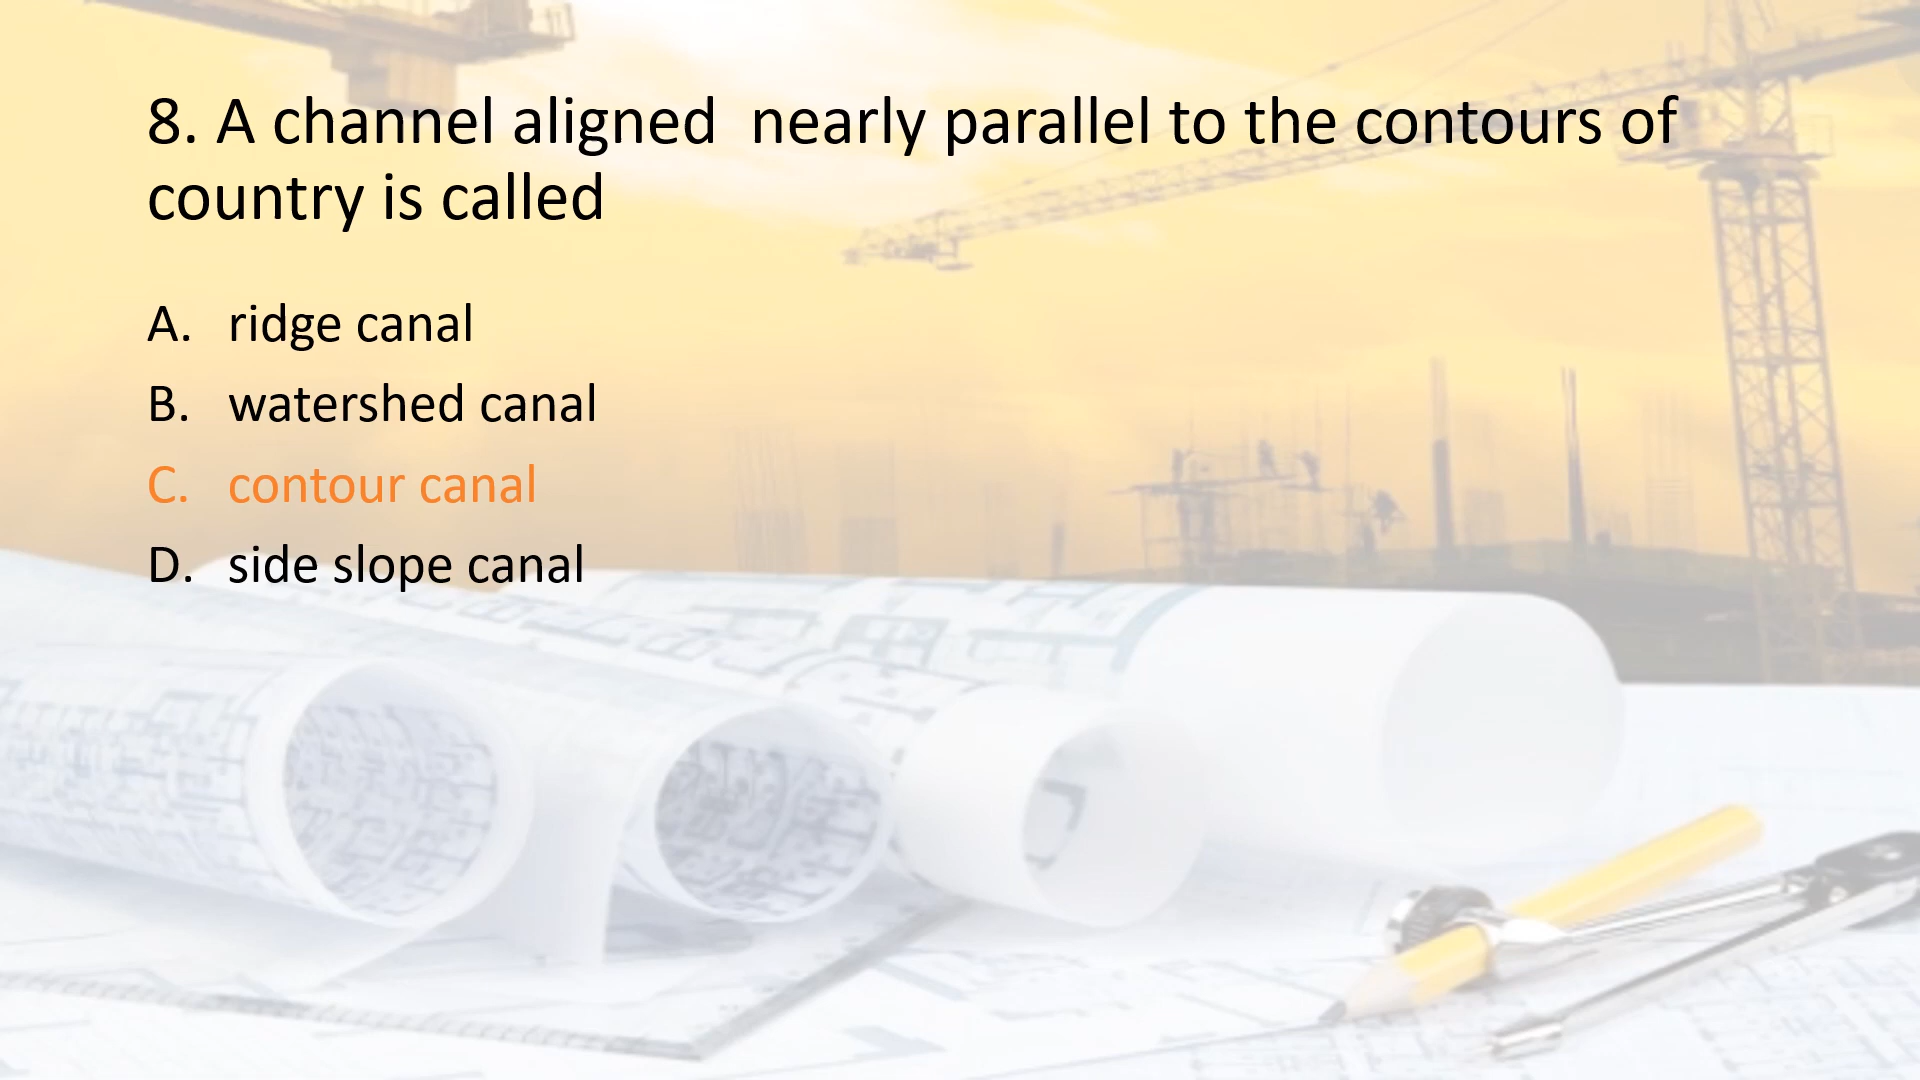 8. A channel aligned  nearly parallel to the contours of
country is called
A. ridge canal
B. watershed canal
C. contour canal
D. side slope canal